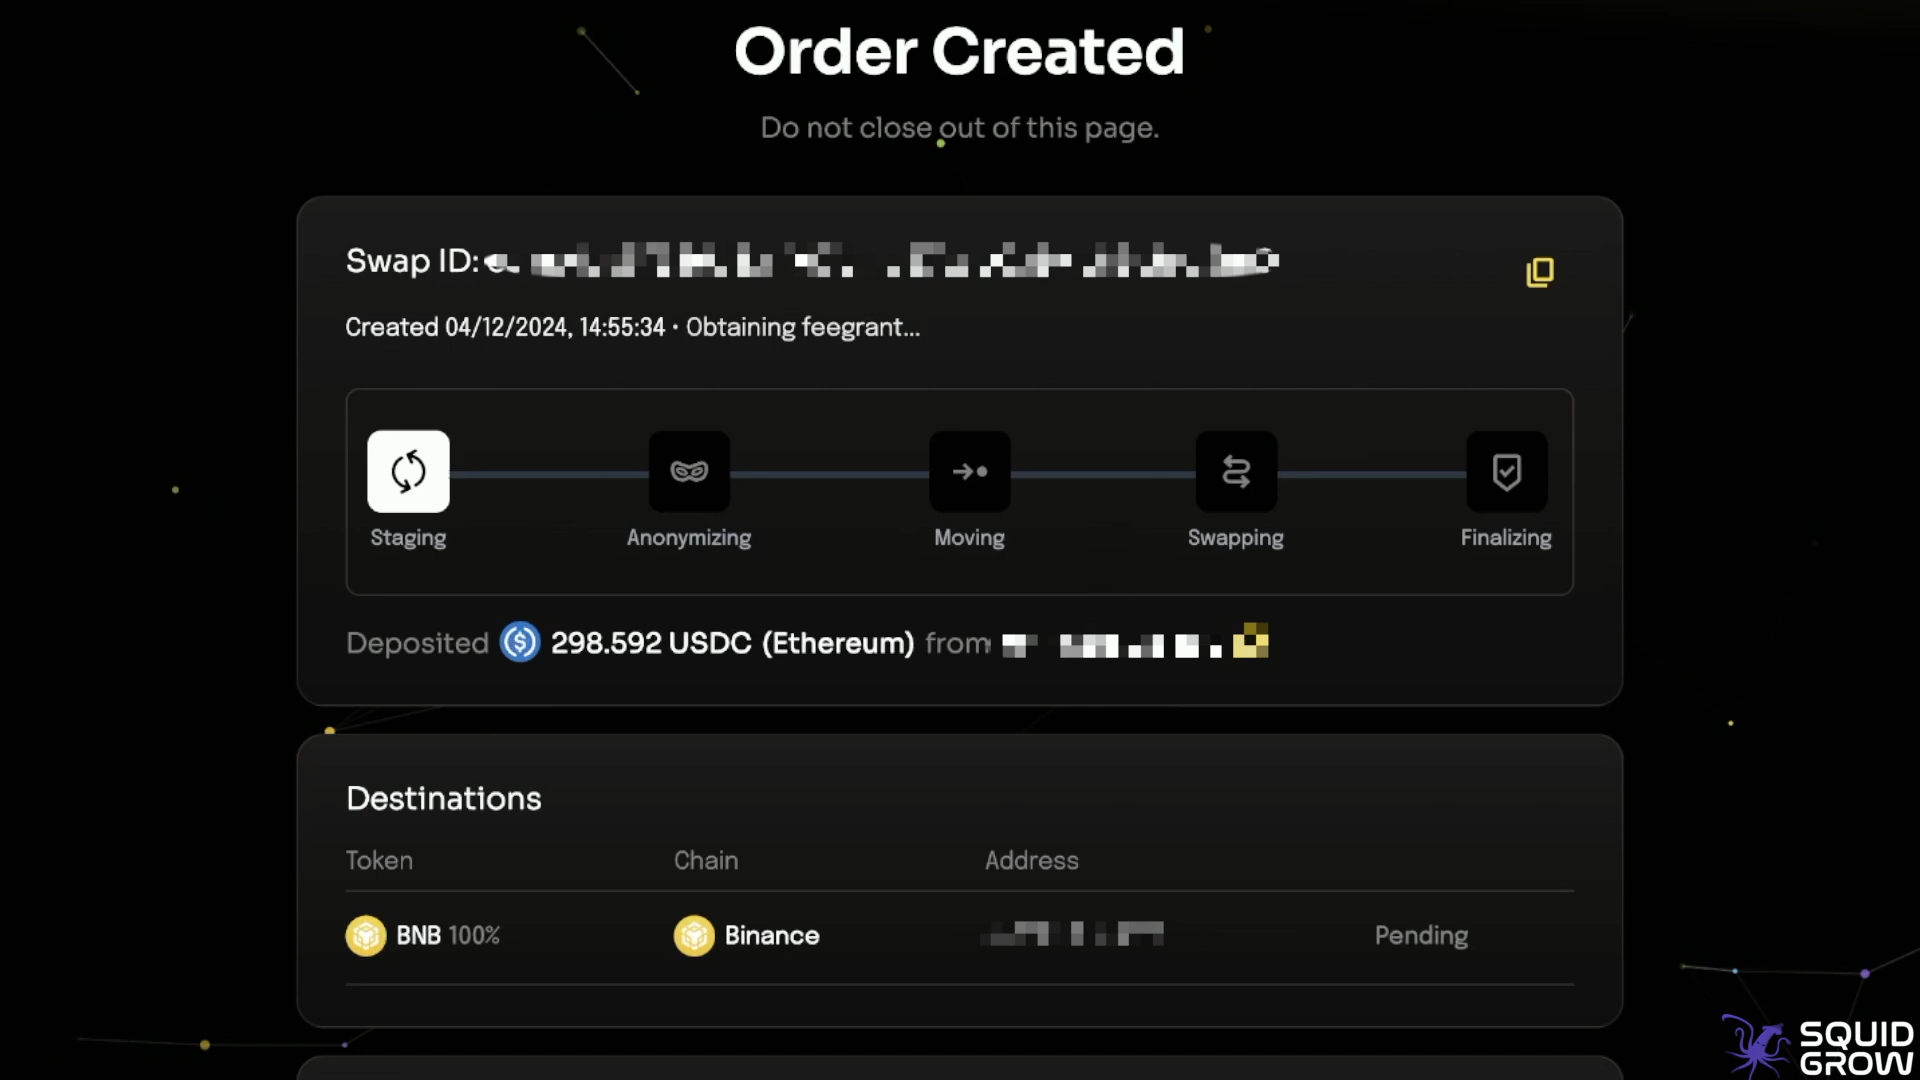 Order Created
Do not close out of this page.
Swap ID:
Created 04/12/2024, 14:55:34 • Obtaining feegrant...
Staging
Anonymizing
Moving
Swapping
Finalizing
Deposited 298.592 USDC (Ethereum) from
Destinations
Token Chain Address
BNB 100% Binance Pending
SQUID
GROW